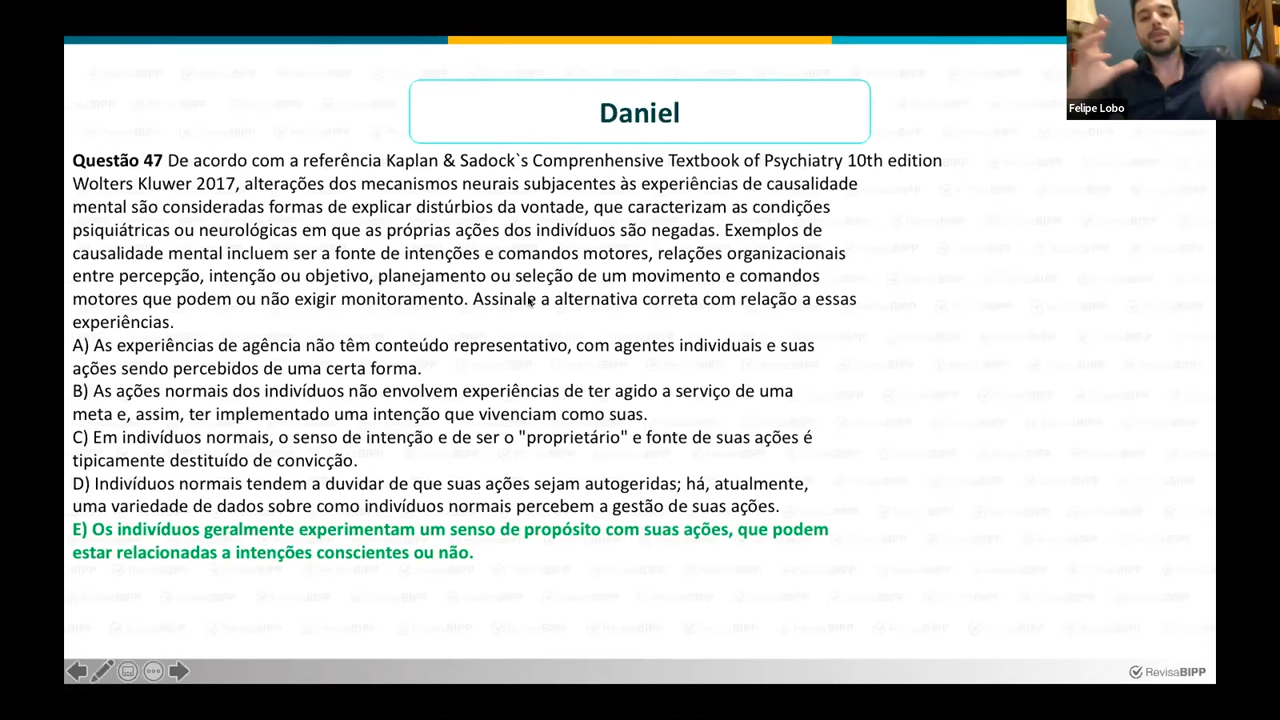 Felipe Lobo
Daniel
Questão 47 De acordo com a referência Kaplan & Sadock`s Comprenhensive Textbook of Psychiatry 10th edition
Wolters Kluwer 2017, alterações dos mecanismos neurais subjacentes às experiências de causalidade
mental são consideradas formas de explicar distúrbios da vontade, que caracterizam as condições
psiquiátricas ou neurológicas em que as próprias ações dos indivíduos são negadas. Exemplos de
causalidade mental incluem ser a fonte de intenções e comandos motores, relações organizacionais
entre percepção, intenção ou objetivo, planejamento ou seleção de um movimento e comandos
motores que podem ou não exigir monitoramento. Assinale a alternativa correta com relação a essas
experiências.
A) As experiências de agência não têm conteúdo representativo, com agentes individuais e suas
ações sendo percebidos de uma certa forma.
B) As ações normais dos indivíduos não envolvem experiências de ter agido a serviço de uma
meta e, assim, ter implementado uma intenção que vivenciam como suas.
C) Em indivíduos normais, o senso de intenção e de ser o "proprietário" e fonte de suas ações é
tipicamente destituído de convicção.
D) Indivíduos normais tendem a duvidar de que suas ações sejam autogeridas; há, atualmente,
uma variedade de dados sobre como indivíduos normais percebem a gestão de suas ações.
E) Os indivíduos geralmente experimentam um senso de propósito com suas ações, que podem
estar relacionadas a intenções conscientes ou não.
RevisaBIPP